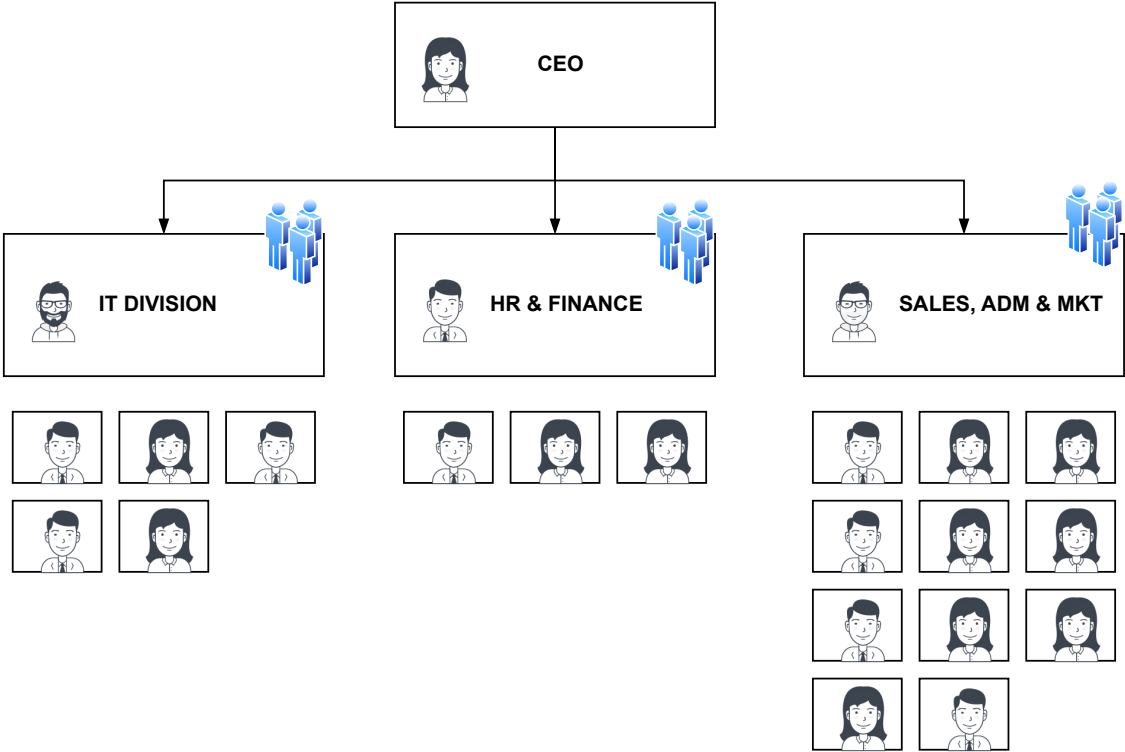 CEO
IT DIVISION
HR & FINANCE
SALES, ADM & MKT